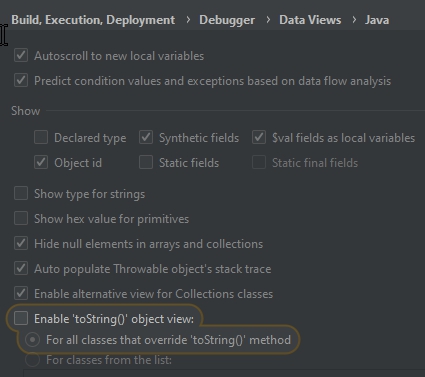 Build, Execution, Deployment › Debugger › Data Views › Java
Autoscroll to new local variables
Predict condition values and exceptions based on data flow analysis
Show
Declared type Synthetic fields $val fields as local variables
Object id Static fields Static final fields
Show type for strings
Show hex value for primitives
Hide null elements in arrays and collections
Auto populate Throwable object's stack trace
Enable alternative view for Collections classes
Enable 'toString()' object view:
For all classes that override 'toString()' method
For classes from the list: